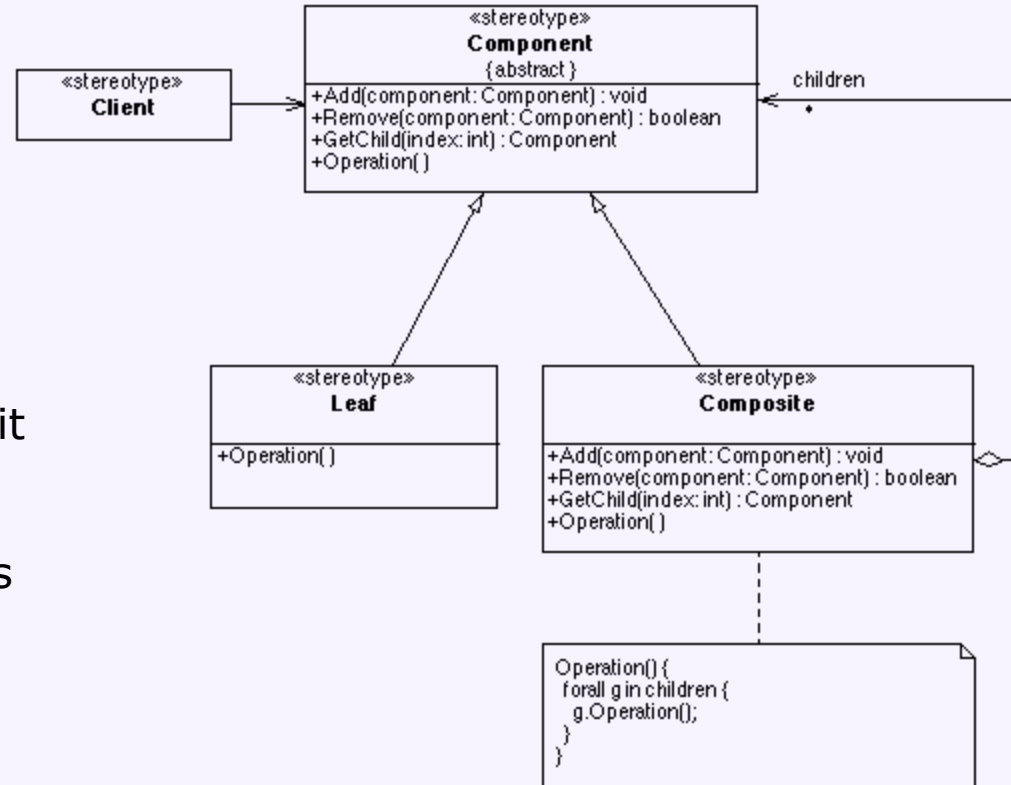 «stereotype»
Component
{abstract}
+Add(component: Component) : void
+Remove(component: Component) : boolean
+GetChild(index: int) : Component
+Operation( )
«stereotype»
Client
children
*
«stereotype»
Leaf
+Operation( )
«stereotype»
Composite
+Add(component: Component) : void
+Remove(component: Component) : boolean
+GetChild(index: int) : Component
+Operation( )
it
s
Operation() {
forall g in children {
g.Operation();
}
}